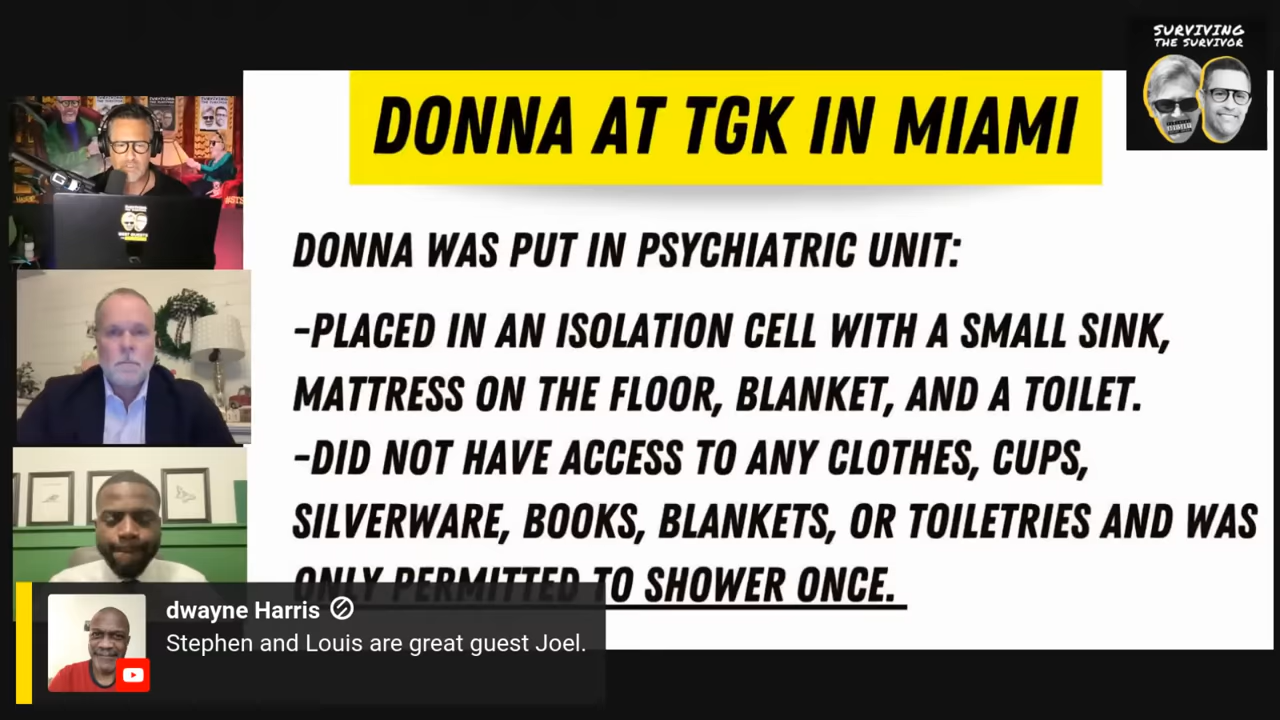 SURVIVING
THE SURVIVOR
DONNA AT TGK IN MIAMI
DONNA WAS PUT IN PSYCHIATRIC UNIT:
-PLACED IN AN ISOLATION CELL WITH A SMALL SINK,
MATTRESS ON THE FLOOR, BLANKET, AND A TOILET.
-DID NOT HAVE ACCESS TO ANY CLOTHES, CUPS,
SILVERWARE, BOOKS, BLANKETS, OR TOILETRIES AND WAS
ONLY PERMITTED TO SHOWER ONCE.
dwayne Harris
Stephen and Louis are great guest Joel.